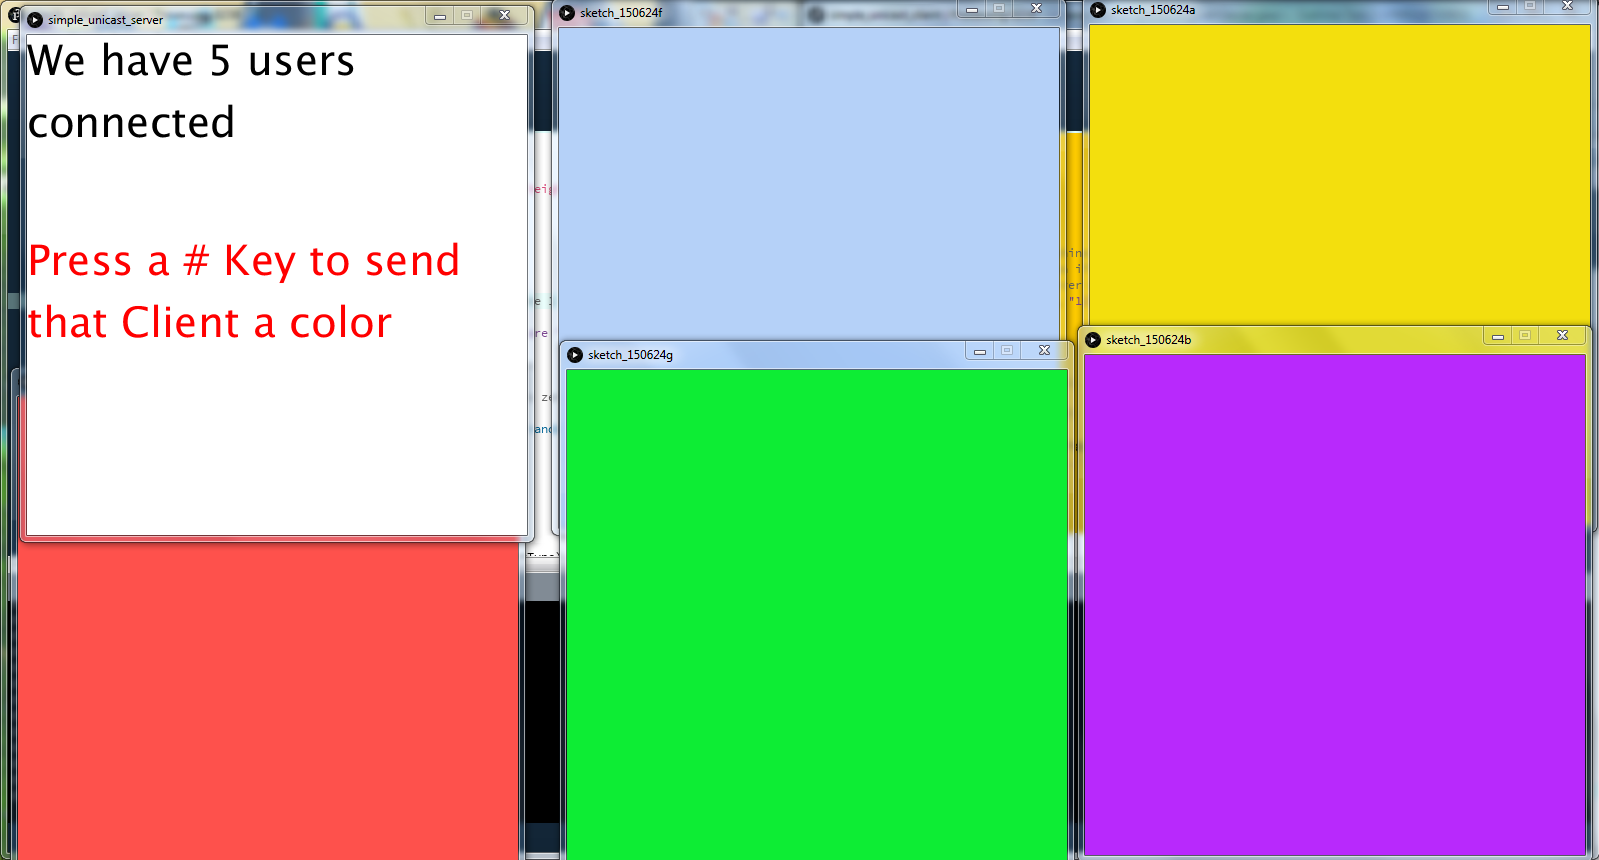 simple_unicast_server
We have 5 users
connected
Press a # Key to send
that Client a color
sketch_150624f
sketch_150624a
sketch_150624g
sketch_150624b